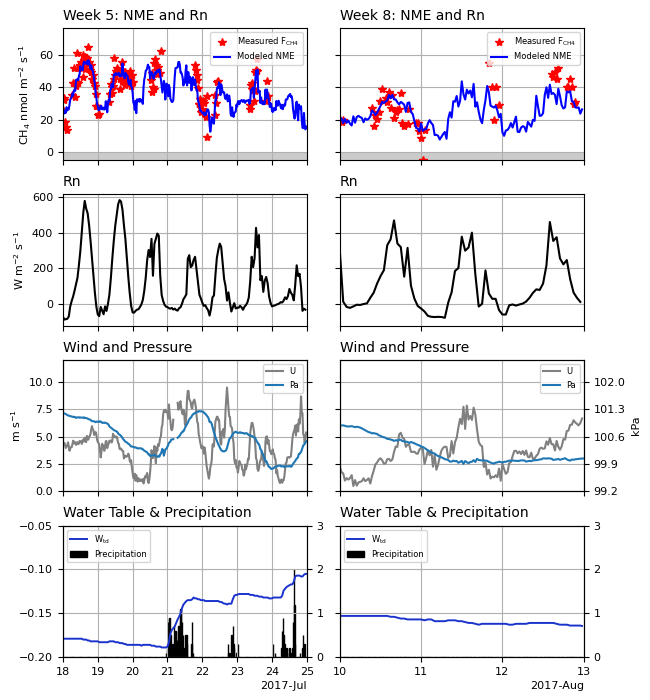 Week 5: NME and Rn
Week 8: NME and Rn
CH4 nmol m−2 s−1
60
40
20
0
Measured FCH4
Modeled NME
Measured FCH4
Modeled NME
Rn
Rn
W m−2 s−1
600
400
200
0
Wind and Pressure
Wind and Pressure
m s−1
10.0
7.5
5.0
2.5
0.0
U
Pa
U
Pa
102.0
101.3
100.6
99.9
99.2
kPa
Water Table & Precipitation
Water Table & Precipitation
−0.05
−0.10
−0.15
−0.20
Wtd
Precipitation
3
2
1
0
Wtd
Precipitation
3
2
1
0
18 19 20 21 22 23 24 25
2017-Jul
10 11 12 13
2017-Aug